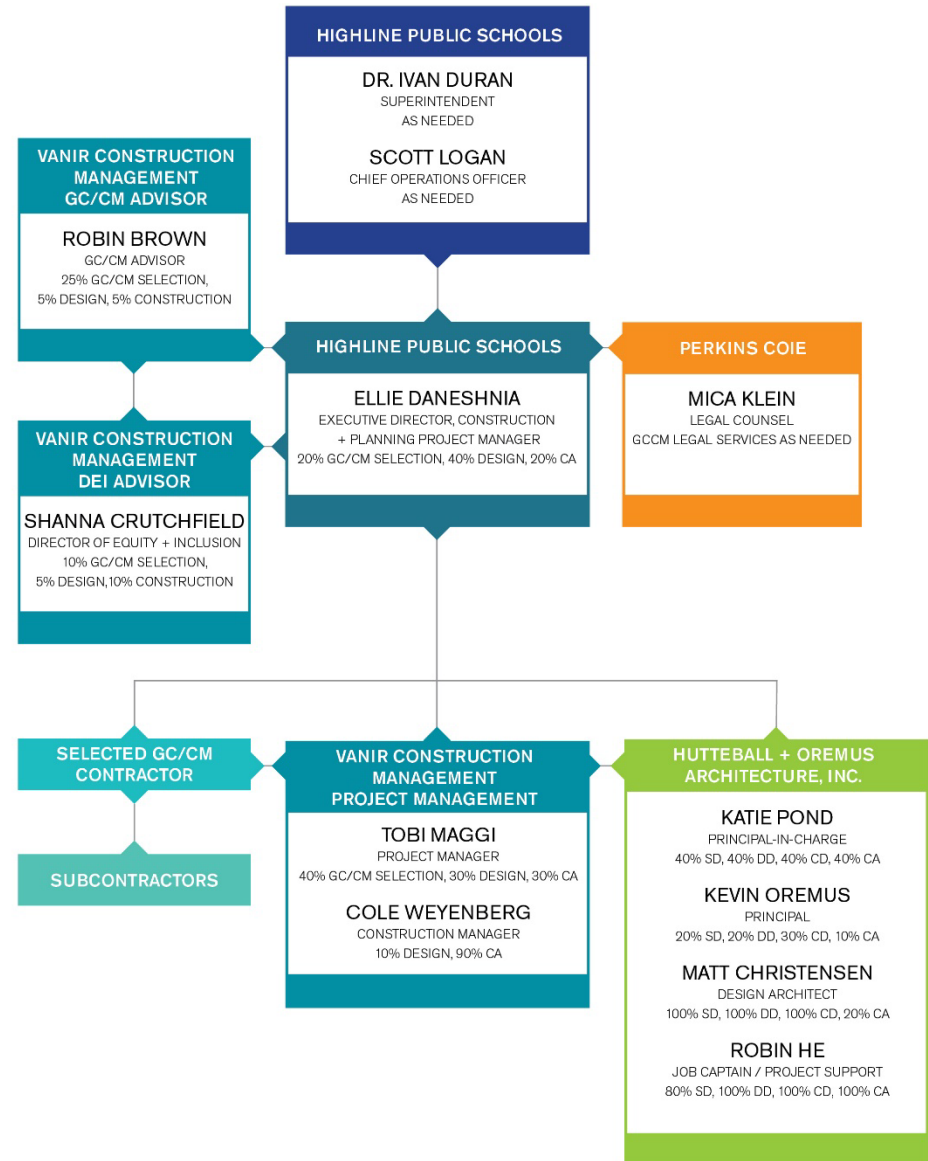 HIGHLINE PUBLIC SCHOOLS
DR. IVAN DURAN
SUPERINTENDENT
AS NEEDED
SCOTT LOGAN
CHIEF OPERATIONS OFFICER
AS NEEDED
VANIR CONSTRUCTION
MANAGEMENT
GC/CM ADVISOR
ROBIN BROWN
GC/CM ADVISOR
25% GC/CM SELECTION,
5% DESIGN, 5% CONSTRUCTION
HIGHLINE PUBLIC SCHOOLS
ELLIE DANESHNIA
EXECUTIVE DIRECTOR, CONSTRUCTION
+ PLANNING PROJECT MANAGER
20% GC/CM SELECTION, 40% DESIGN, 20% CA
PERKINS COIE
MICA KLEIN
LEGAL COUNSEL
GCCM LEGAL SERVICES AS NEEDED
VANIR CONSTRUCTION
MANAGEMENT
DEI ADVISOR
SHANNA CRUTCHFIELD
DIRECTOR OF EQUITY + INCLUSION
10% GC/CM SELECTION,
5% DESIGN,10% CONSTRUCTION
SELECTED GC/CM
CONTRACTOR
SUBCONTRACTORS
VANIR CONSTRUCTION
MANAGEMENT
PROJECT MANAGEMENT
TOBI MAGGI
PROJECT MANAGER
40% GC/CM SELECTION, 30% DESIGN, 30% CA
COLE WEYENBERG
CONSTRUCTION MANAGER
10% DESIGN, 90% CA
HUTTEBALL + OREMUS
ARCHITECTURE, INC.
KATIE POND
PRINCIPAL-IN-CHARGE
40% SD, 40% DD, 40% CD, 40% CA
KEVIN OREMUS
PRINCIPAL
20% SD, 20% DD, 30% CD, 10% CA
MATT CHRISTENSEN
DESIGN ARCHITECT
100% SD, 100% DD, 100% CD, 20% CA
ROBIN HE
JOB CAPTAIN / PROJECT SUPPORT
80% SD, 100% DD, 100% CD, 100% CA